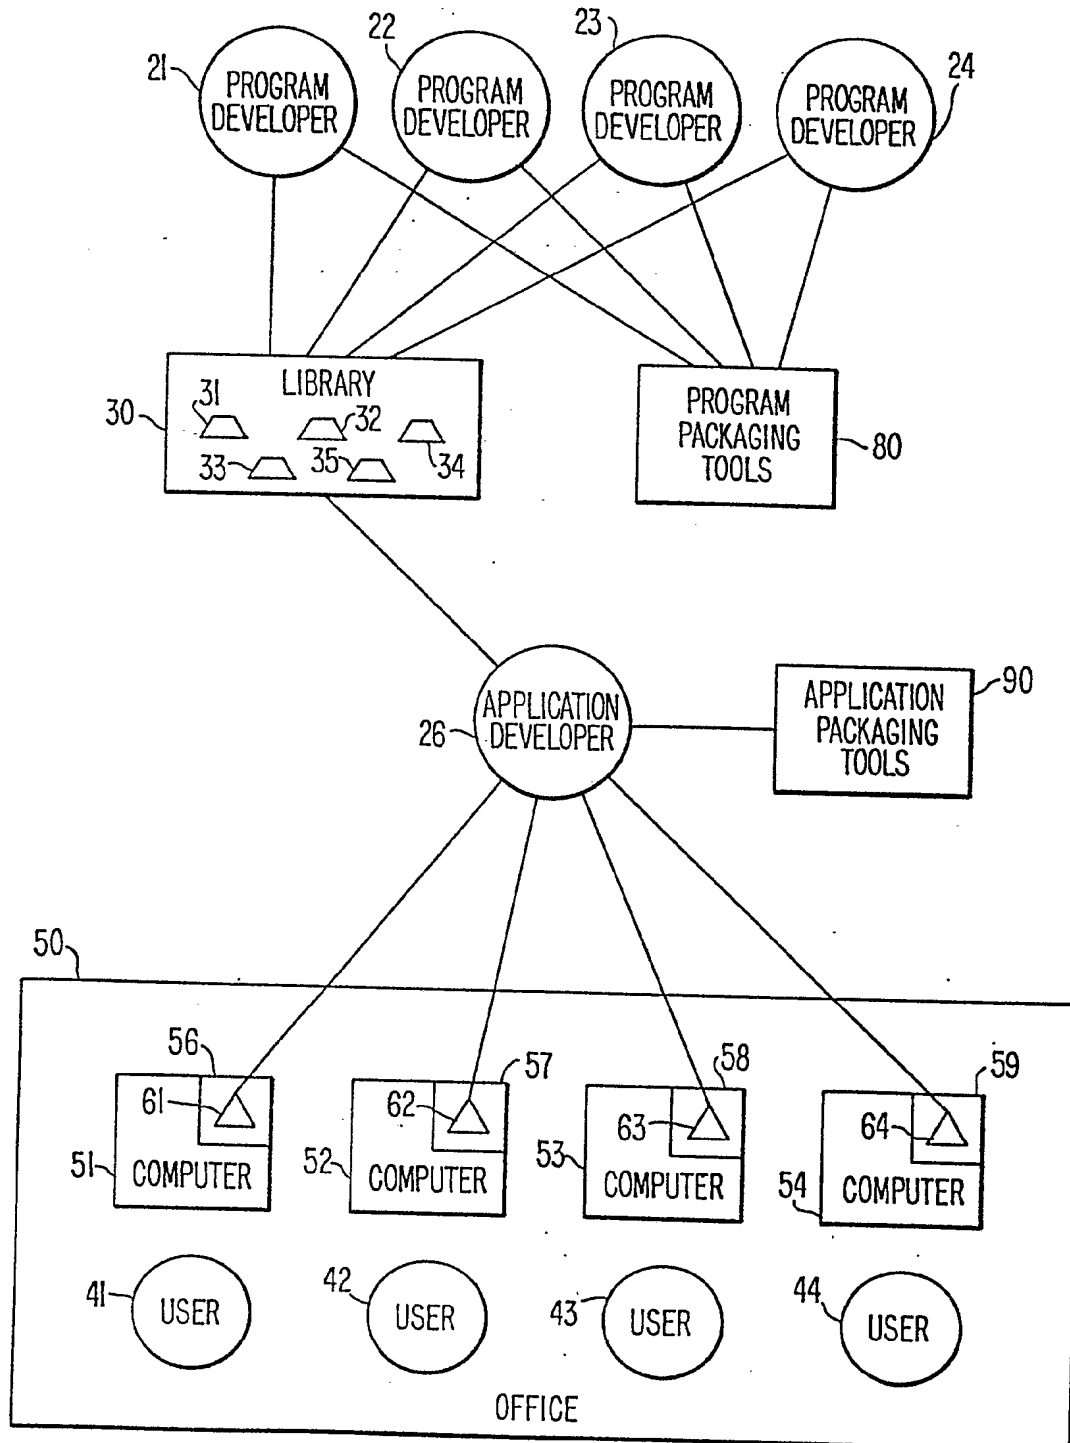 21
PROGRAM
DEVELOPER
22
PROGRAM
DEVELOPER
23
PROGRAM
DEVELOPER
24
PROGRAM
DEVELOPER
30
LIBRARY
31
32
34
33
35
PROGRAM
PACKAGING
TOOLS
80
26
APPLICATION
DEVELOPER
APPLICATION
PACKAGING
TOOLS
90
50
56
61
51
COMPUTER
57
62
52
COMPUTER
58
63
53
COMPUTER
59
64
54
COMPUTER
41
USER
42
USER
43
USER
44
USER
OFFICE